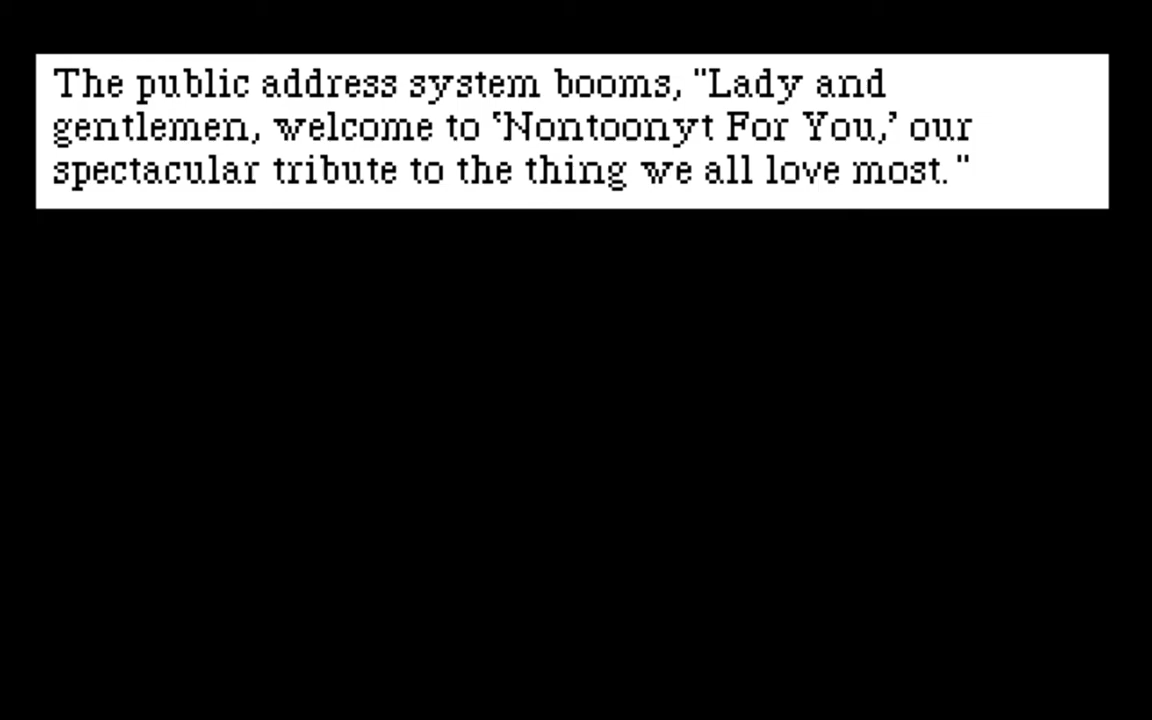 The public address system booms, "Lady and
gentlemen, welcome to ‘Nontoonyt For You,’ our
spectacular tribute to the thing we all love most."